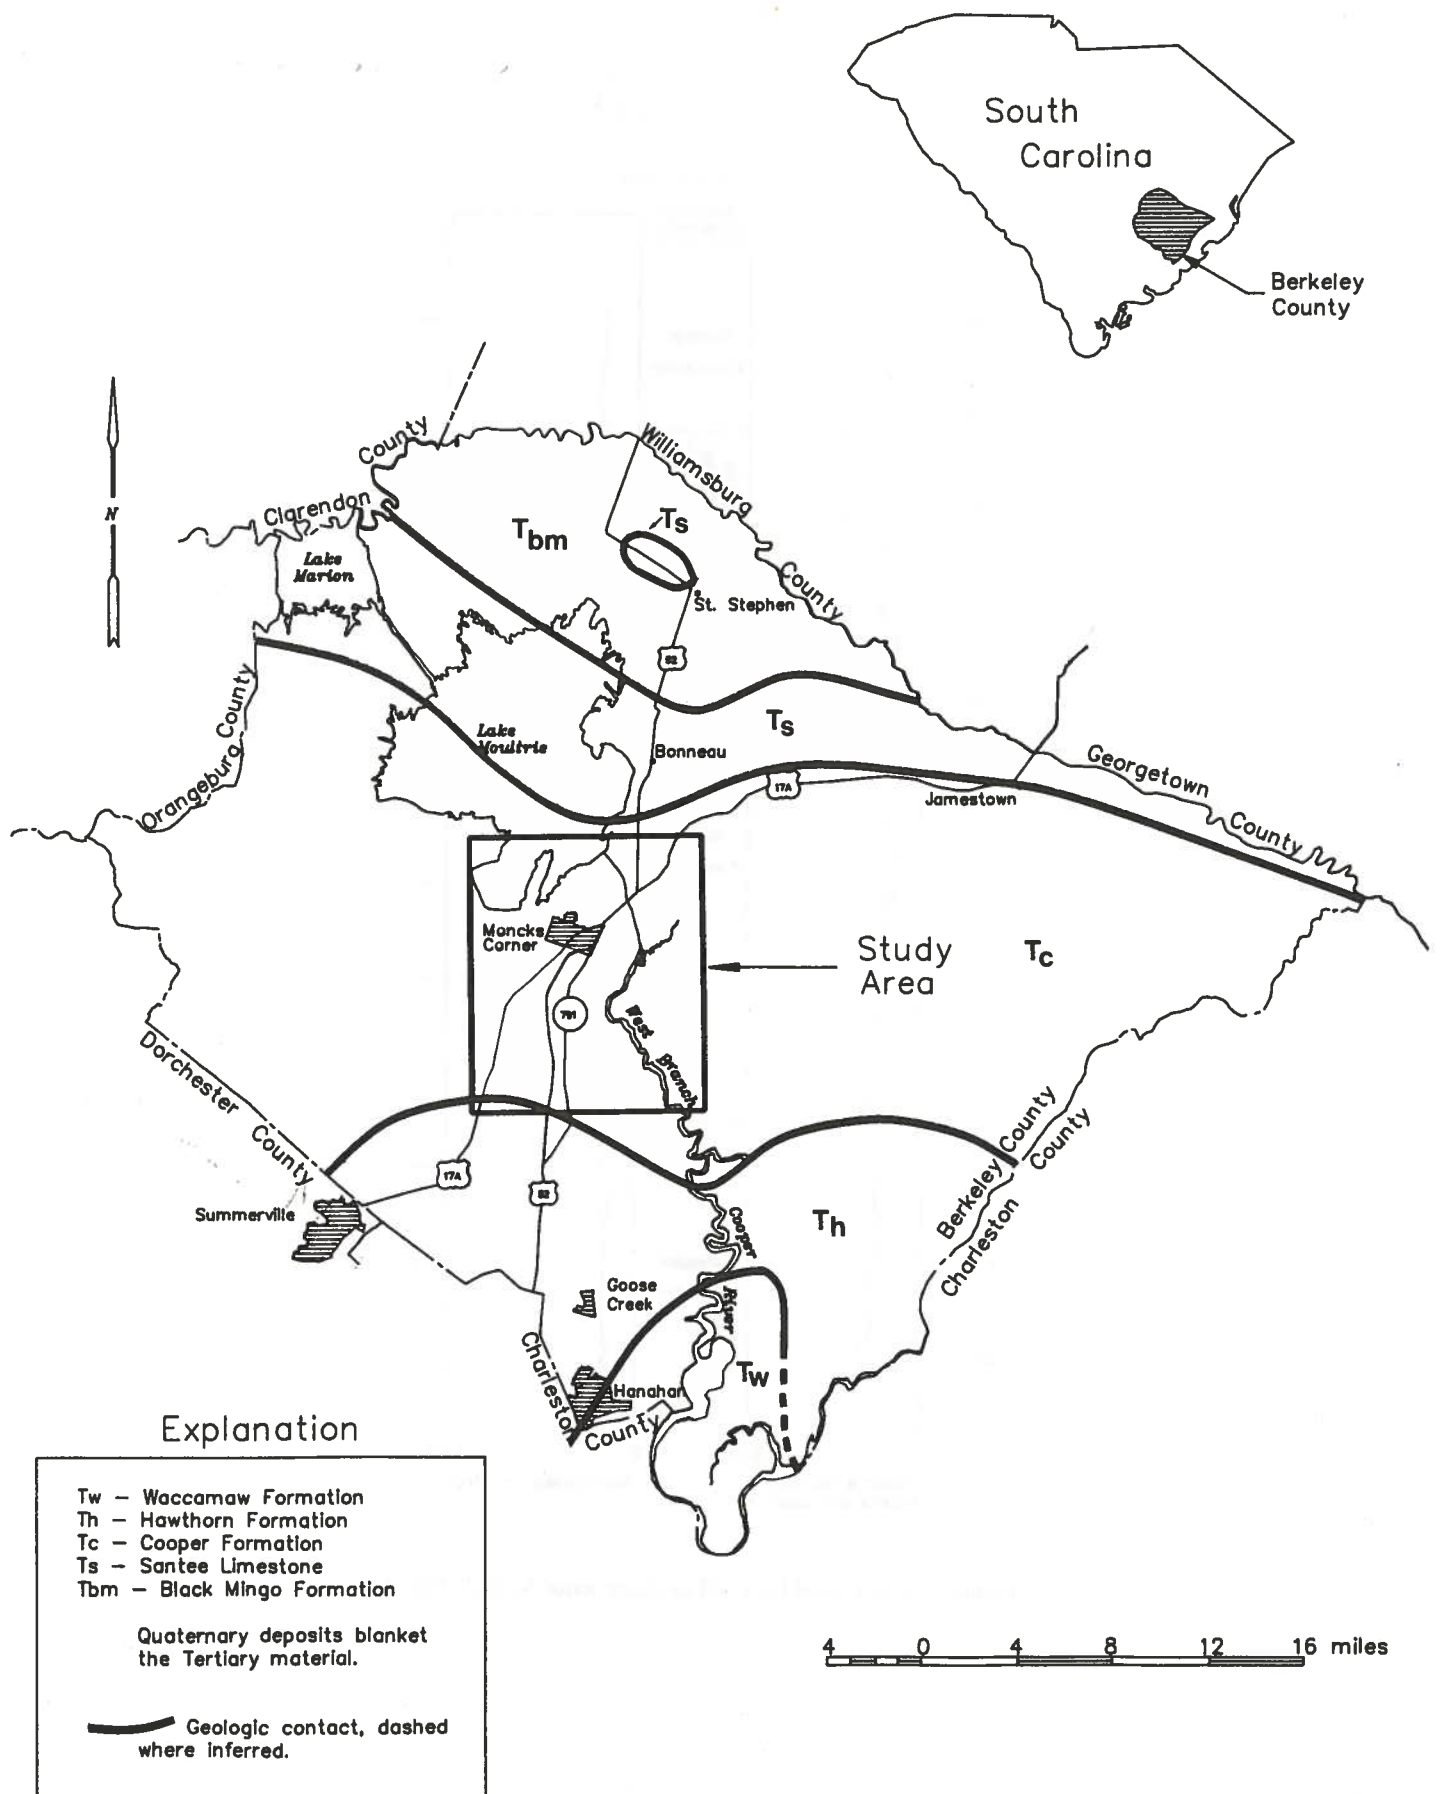 South
Carolina
Berkeley
County
County
Williamsburg
Clarendon
N
Ts
Tbm
Lake
Marion
County
St. Stephen
52
County
Ts
Lake
Moultrie
Bonneau
Georgetown
Orangeburg
17A
Jamestown
County
Moncks
Corner
Study
Area
Tc
West
Dorchester
Branch
County
Berkeley County
County
17A
52
Summerville
Cooper
Th
Charleston
Goose
Creek
River
Charleston
Tw
Hanahan
County
Explanation
Tw – Waccamaw Formation
Th – Hawthorn Formation
Tc – Cooper Formation
Ts – Santee Limestone
Tbm – Black Mingo Formation
Quaternary deposits blanket
the Tertiary material.
Geologic contact, dashed
where inferred.
4 0 4 8 12 16 miles